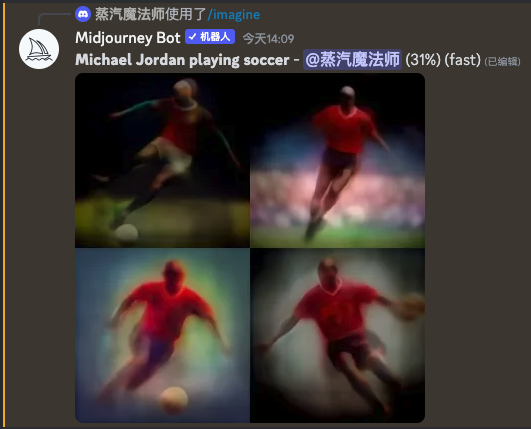 蒸汽魔法师使用了/imagine
Midjourney Bot ✓ 机器人 今天14:09
Michael Jordan playing soccer - @蒸汽魔法师 (31%) (fast) (已编辑)